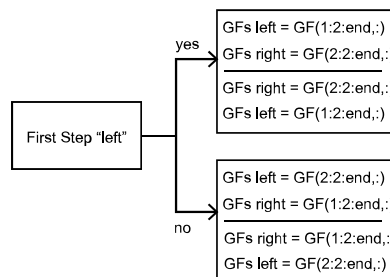 First Step “left”
yes
GFs left = GF(1:2:end,:)
GFs right = GF(2:2:end,:
GFs right = GF(2:2:end,:
GFs left = GF(1:2:end,:)
no
GFs left = GF(2:2:end,:)
GFs right = GF(1:2:end,:
GFs right = GF(1:2:end,:
GFs left = GF(2:2:end,:)